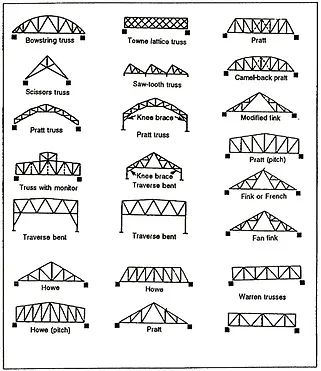 Bowstring truss
Towne lattice truss
Pratt
Scissors truss
Saw-tooth truss
Camel-back pratt
Pratt truss
Knee brace
Pratt truss
Modified fink
Truss with monitor
Knee brace
Traverse bent
Pratt (pitch)
Fink or French
Traverse bent
Traverse bent
Fan fink
Howe
Howe
Warren trusses
Howe (pitch)
Pratt